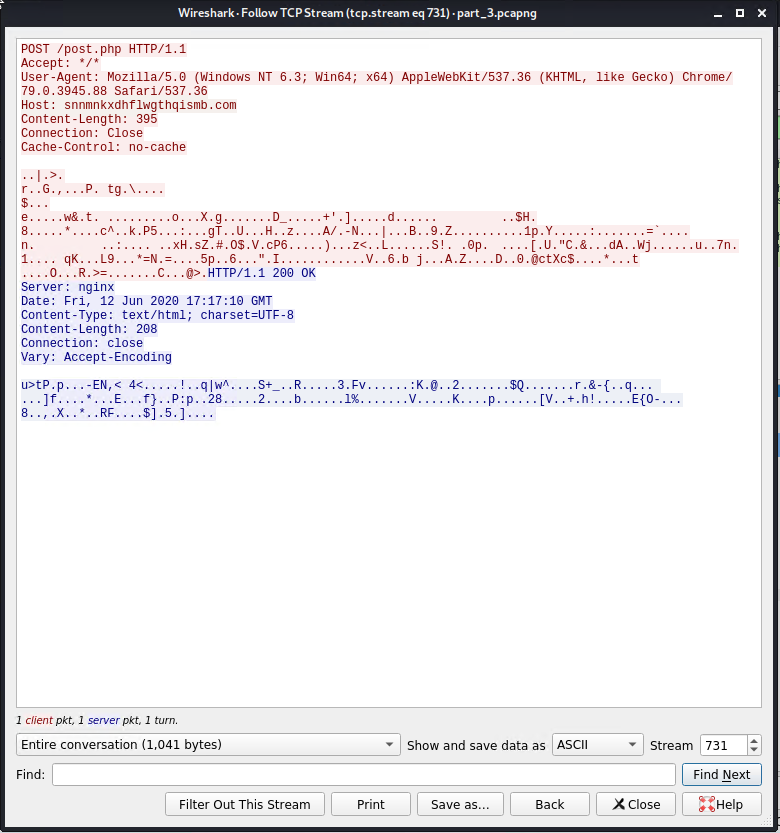 Wireshark · Follow TCP Stream (tcp.stream eq 731) · part_3.pcapng
POST /post.php HTTP/1.1
Accept: */*
User-Agent: Mozilla/5.0 (Windows NT 6.3; Win64; x64) AppleWebKit/537.36 (KHTML, like Gecko) Chrome/
79.0.3945.88 Safari/537.36
Host: snnmnkxdhflwgthqismb.com
Content-Length: 395
Connection: Close
Cache-Control: no-cache
..|.>.
r..G.,...P. tg.\....
$...
e.....w&.t. .........o...X.g.......D_.....+'.].....d...... ..$H.
8.....*....c^..k.P5...:...gT..U...H..z....A/.-N...|...B..9.Z..........1p.Y.....:.......=`....
n. ..:.... ..xH.sZ.#.O$.V.cP6.....)...z<..L......S!. .0p. ....[.U."C.&...dA..Wj......u..7n.
1.... qK...L9...*=N.=....5p..6...".I............V..6.b j...A.Z....D..0.@ctXc$....*...t
....O...R.>=.......C...@>.HTTP/1.1 200 OK
Server: nginx
Date: Fri, 12 Jun 2020 17:17:10 GMT
Content-Type: text/html; charset=UTF-8
Content-Length: 208
Connection: close
Vary: Accept-Encoding
u>tP.p...-EN,< 4<.....!..q|w^....S+_..R.....3.Fv......:K.@..2.......$Q.......r.&-{..q...
...]f....*...E...f}..P:p..28.....2....b......l%.......V.....K....p......[V..+.h!.....E{O-...
8..,.X..*..RF....$].5.]....
1 client pkt, 1 server pkt, 1 turn.
Entire conversation (1,041 bytes) Show and save data as ASCII Stream 731
Find: Find Next
Filter Out This Stream Print Save as... Back Close Help